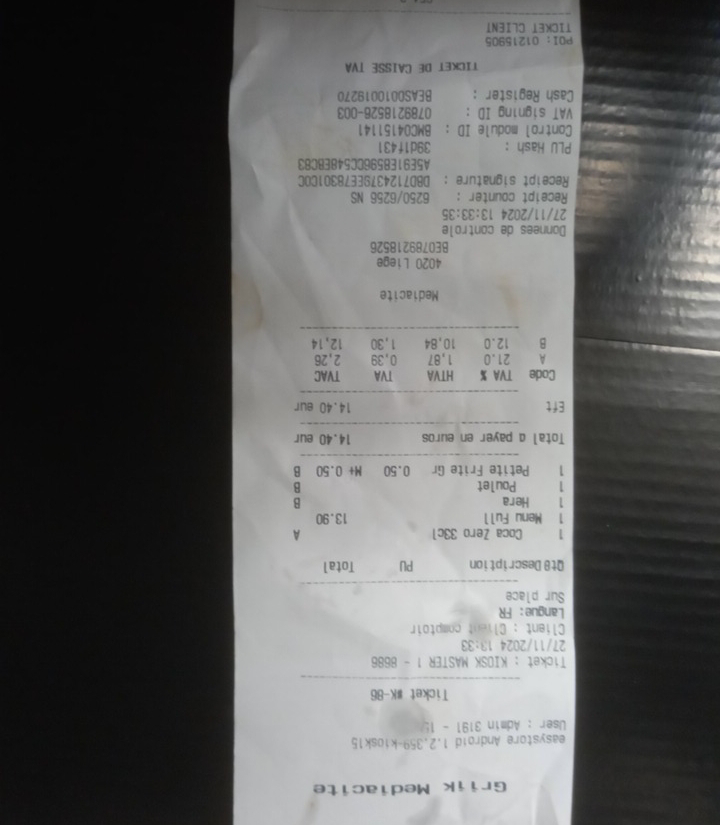 Griik Mediacite
easystore Android 1.2.359-kiosk15
User : Admin 3191 - 15
Ticket #K-86
Ticket : KIOSK MASTER 1 - 8686
27/11/2024 13:33
Client : Client comptoir
Langue: FR
Sur place
Qté Description PU Total
1 Coca Zero 33cl A
1 Menu Full 13.90
1 Hera B
1 Poulet B
1 Petite Frite Gr 0.50 M+ 0.50 B
Total a payer en euros 14.40 eur
Eft 14.40 eur
Code TVA % HTVA TVA TVAC
A 21.0 1,87 0,39 2,26
B 12.0 10,84 1,30 12,14
Mediacite
4020 Liege
BE0789218526
Donnees de controle
27/11/2024 13:33:35
Receipt counter : 6250/6256 NS
Receipt signature : DBD7124379EE7B301C0C
A5E91E85960CC548EBCB3
PLU Hash : 39d1f431
Control module ID : BMC04151141
VAT signing ID : 0789218526-003
Cash Register : BEAS0010019270
TICKET DE CAISSE TVA
POI: 01215905
TICKET CLIENT